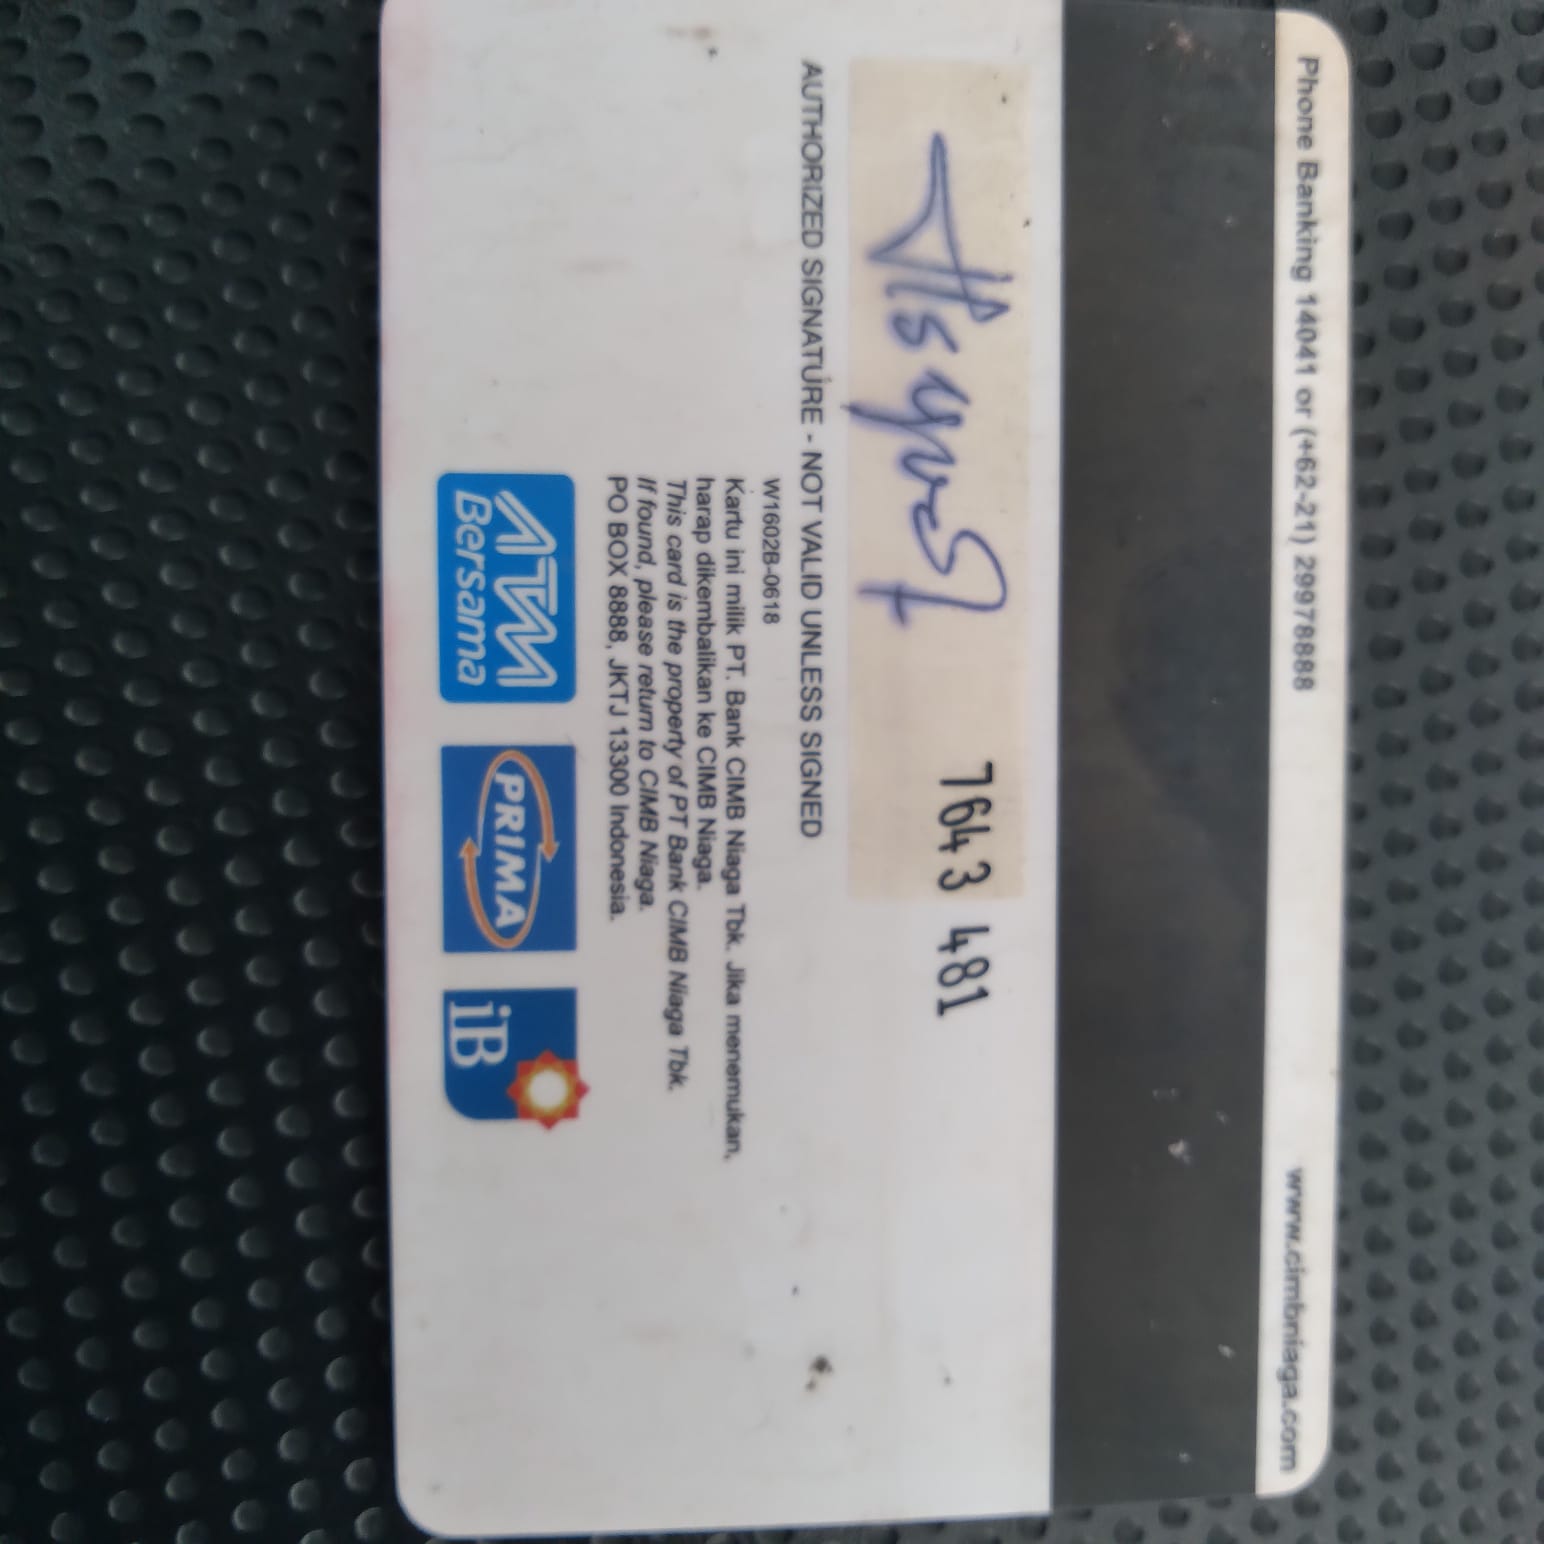 Phone Banking 14041 or (+62-21) 29978888
www.cimbniaga.com
7643 481
AUTHORIZED SIGNATURE - NOT VALID UNLESS SIGNED
W1602B-0618
Kartu ini milik PT. Bank CIMB Niaga Tbk. Jika menemukan,
harap dikembalikan ke CIMB Niaga.
This card is the property of PT Bank CIMB Niaga Tbk.
If found, please return to CIMB Niaga.
PO BOX 8888, JKTJ 13300 Indonesia.
ATM
Bersama
PRIMA
iB